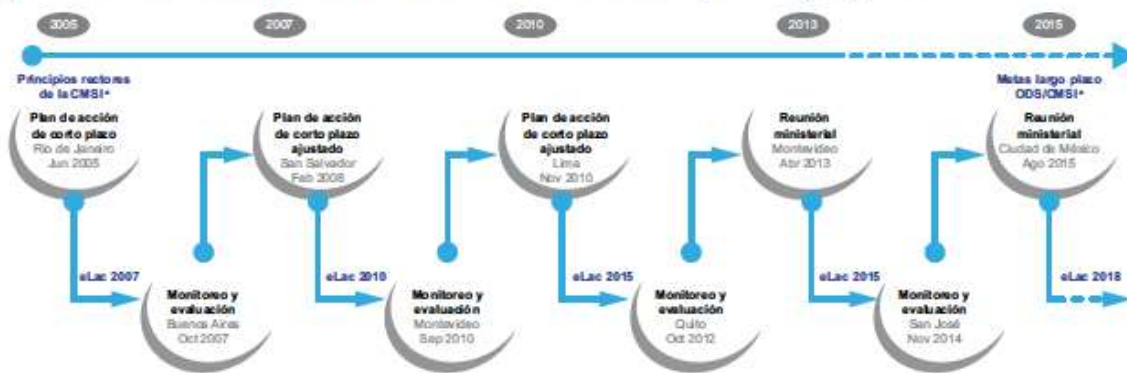 2005
2007
2010
2013
2015
Principios rectores
de la CMSI*
Metas largo plazo
ODS/CMSI*
Plan de acción
de corto plazo
Rio de Janeiro
Jun 2005
Plan de acción
de corto plazo
ajustado
San Salvador
Feb 2008
Plan de acción
de corto plazo
ajustado
Lima
Nov 2010
Reunión
ministerial
Montevideo
Abr 2013
Reunión
ministerial
Ciudad de México
Ago 2015
eLac 2007
eLac 2010
eLac 2015
eLac 2015
eLac 2018
Monitoreo y
evaluación
Buenos Aires
Oct 2007
Monitoreo y
evaluación
Montevideo
Sep 2010
Monitoreo y
evaluación
Quito
Oct 2012
Monitoreo y
evaluación
San José
Nov 2014